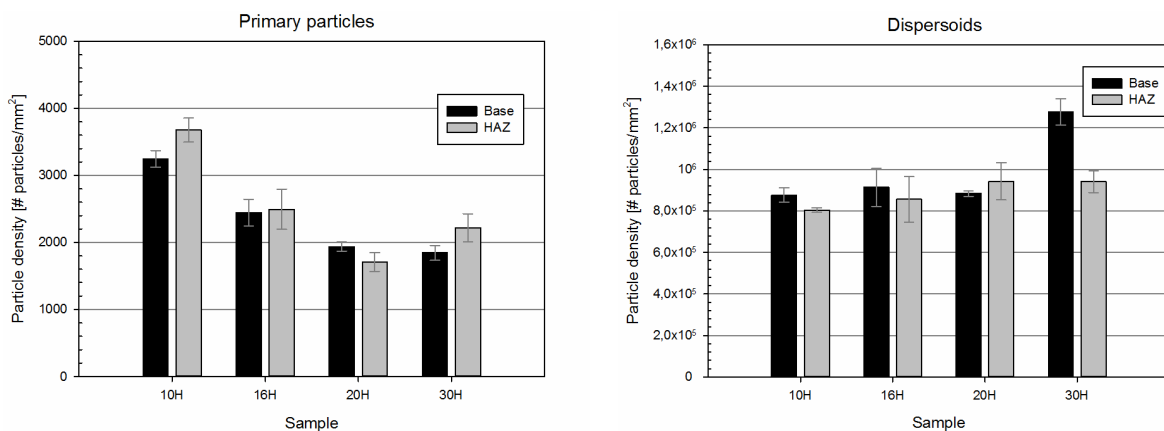 Primary particles
Particle density [# particles/mm²]
5000
4000
3000
2000
1000
0
Base
HAZ
10H
16H
20H
30H
Sample
Dispersoids
Particle density [# particles/mm²]
1,6x10⁶
1,4x10⁶
1,2x10⁶
10⁶
8,0x10⁵
6,0x10⁵
4,0x10⁵
2,0x10⁵
0
Base
HAZ
10H
16H
20H
30H
Sample